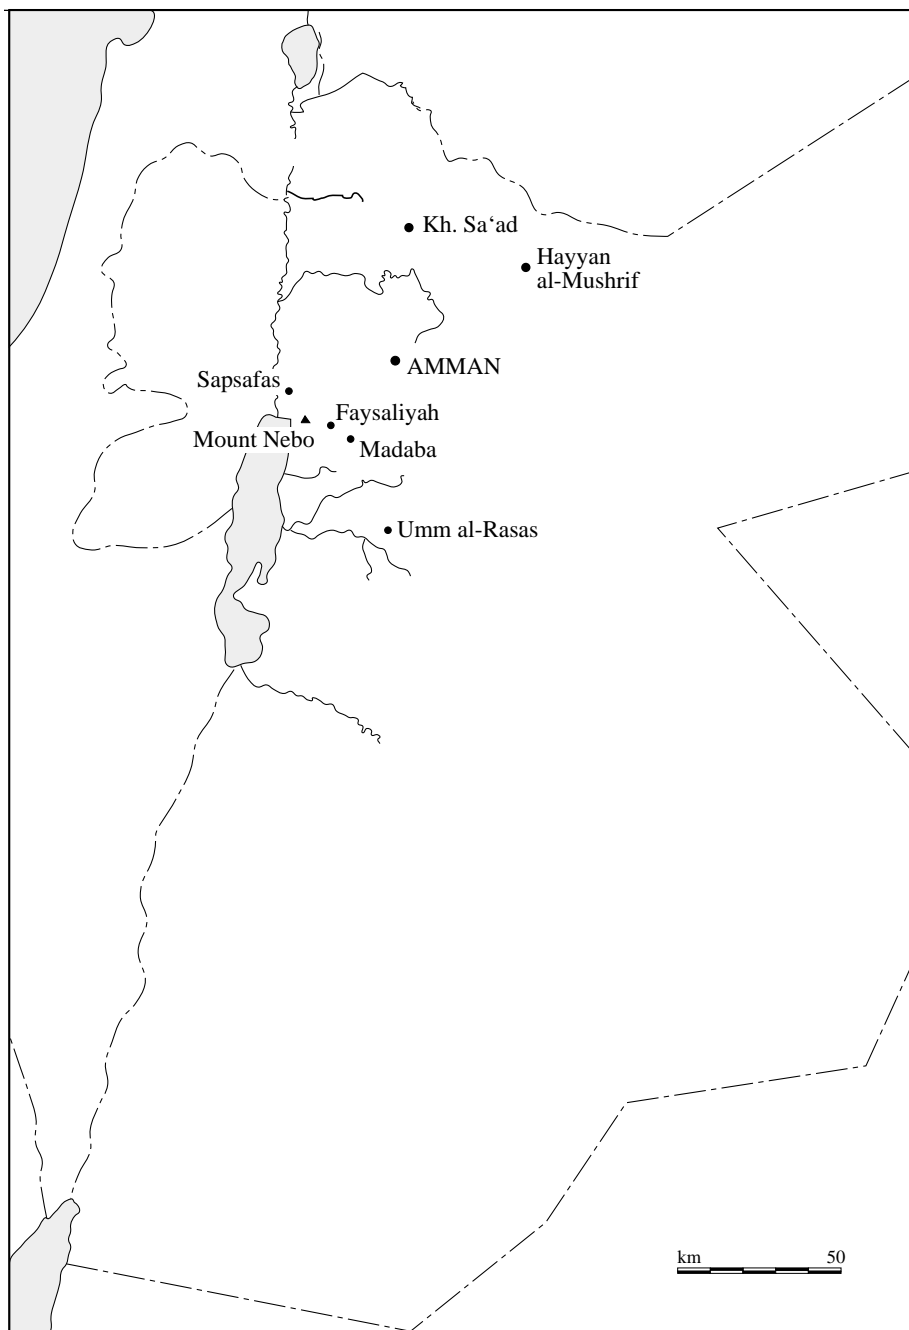 Kh. Sa‘ad
Hayyan
al-Mushrif
AMMAN
Sapsafas
Faysaliyah
Mount Nebo
Madaba
Umm al-Rasas
km 50